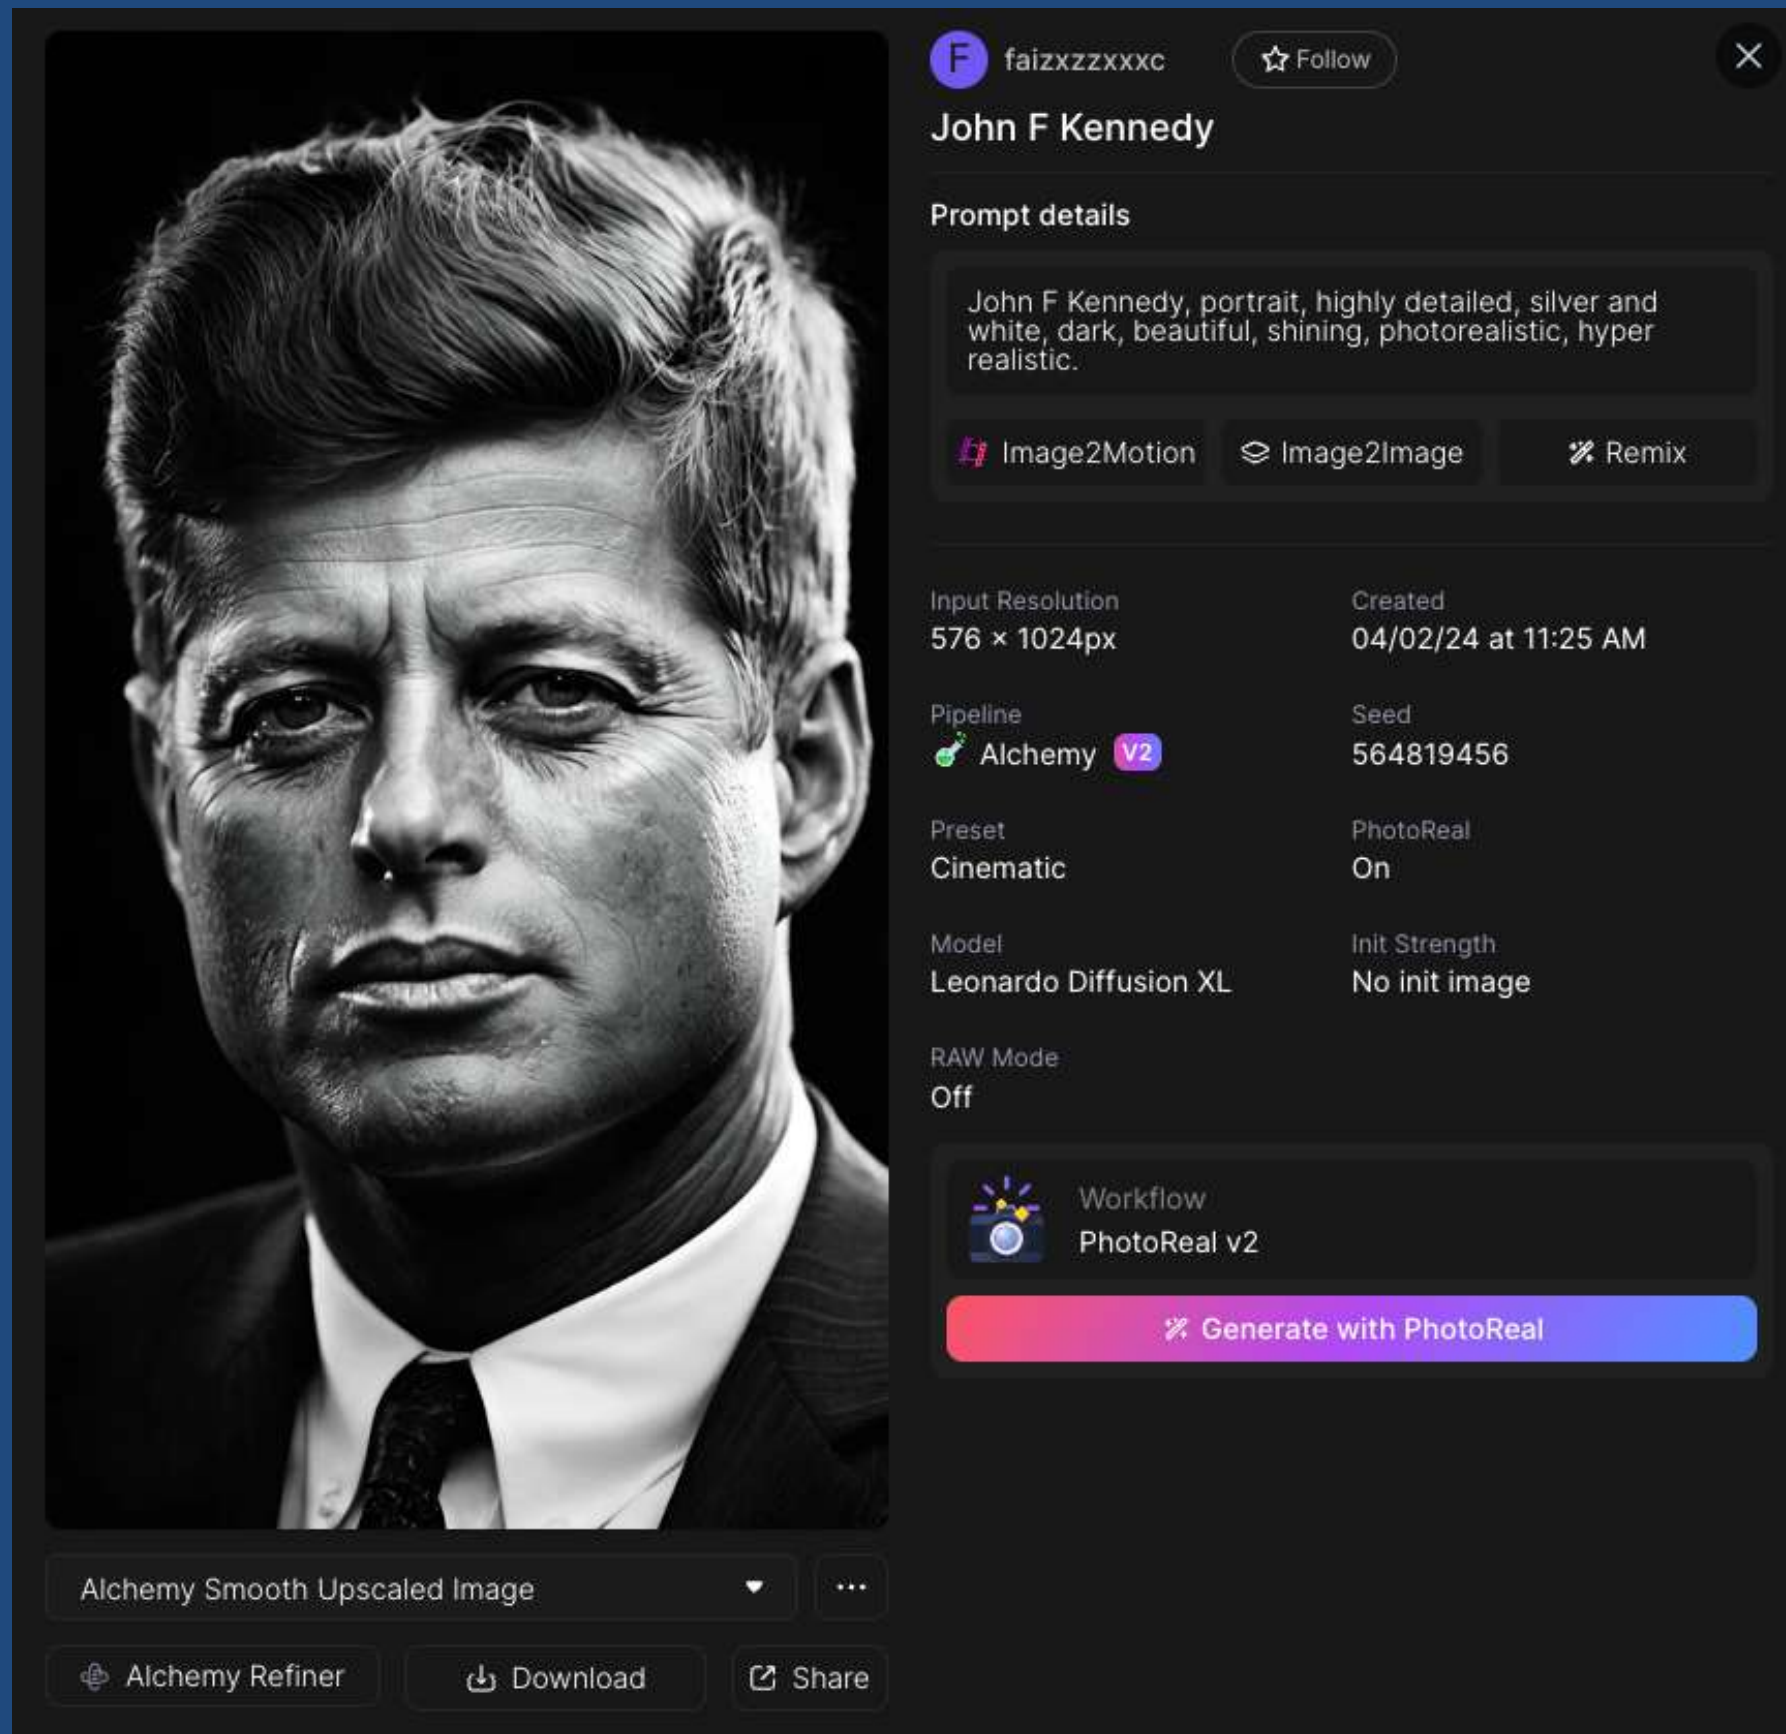 F faizxzzxxxc Follow
John F Kennedy
Prompt details
John F Kennedy, portrait, highly detailed, silver and
white, dark, beautiful, shining, photorealistic, hyper
realistic.
Image2Motion Image2Image Remix
Input Resolution Created
576 × 1024px 04/02/24 at 11:25 AM
Pipeline Seed
Alchemy V2 564819456
Preset PhotoReal
Cinematic On
Model Init Strength
Leonardo Diffusion XL No init image
RAW Mode
Off
Workflow
PhotoReal v2
Generate with PhotoReal
Alchemy Smooth Upscaled Image
Alchemy Refiner Download Share